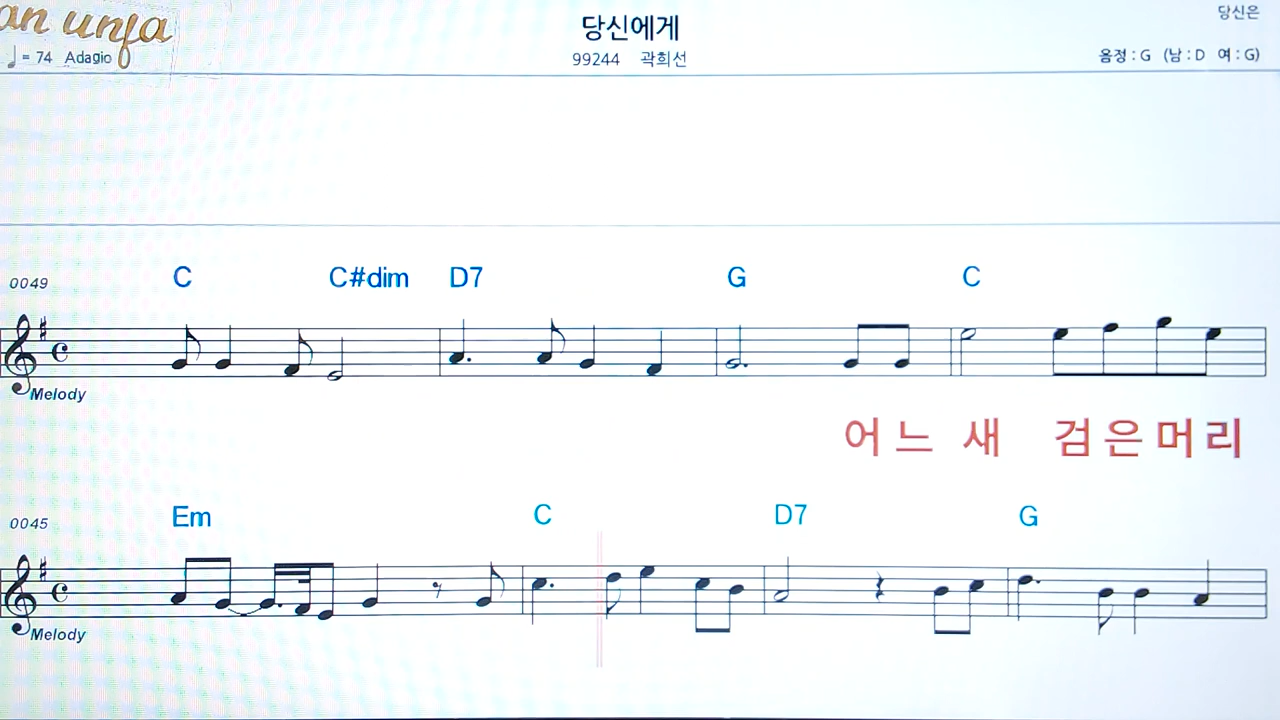 an unfa
당신에게
당신은
♩= 74 Adagio
99244 곽희선
음정 : G (남 : D 여 : G)
C C#dim D7 G C
0049
Melody
어느 새 검은머리
Em C D7 G
0045
Melody